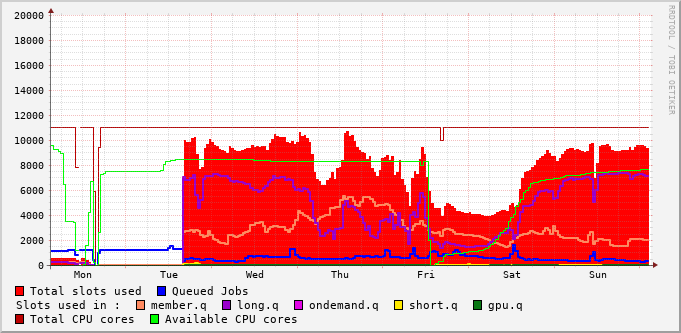 20000
18000
16000
14000
12000
10000
8000
6000
4000
2000
0
Mon Tue Wed Thu Fri Sat Sun
RRDTOOL / TOBI OETIKER
Total slots used Queued Jobs
Slots used in : member.q long.q ondemand.q short.q gpu.q
Total CPU cores Available CPU cores